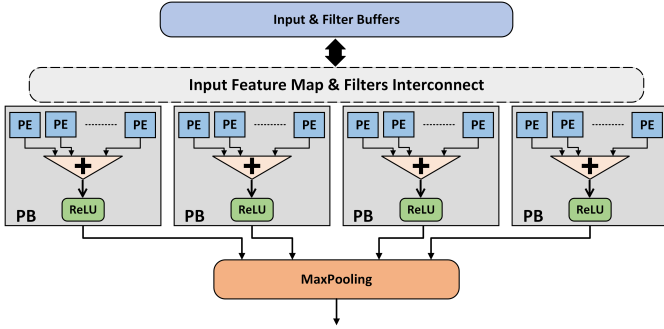 Input & Filter Buffers
Input Feature Map & Filters Interconnect
PE PE PE PE PE PE PE PE PE PE PE PE
+ + + +
ReLU ReLU ReLU ReLU
PB PB PB PB
MaxPooling